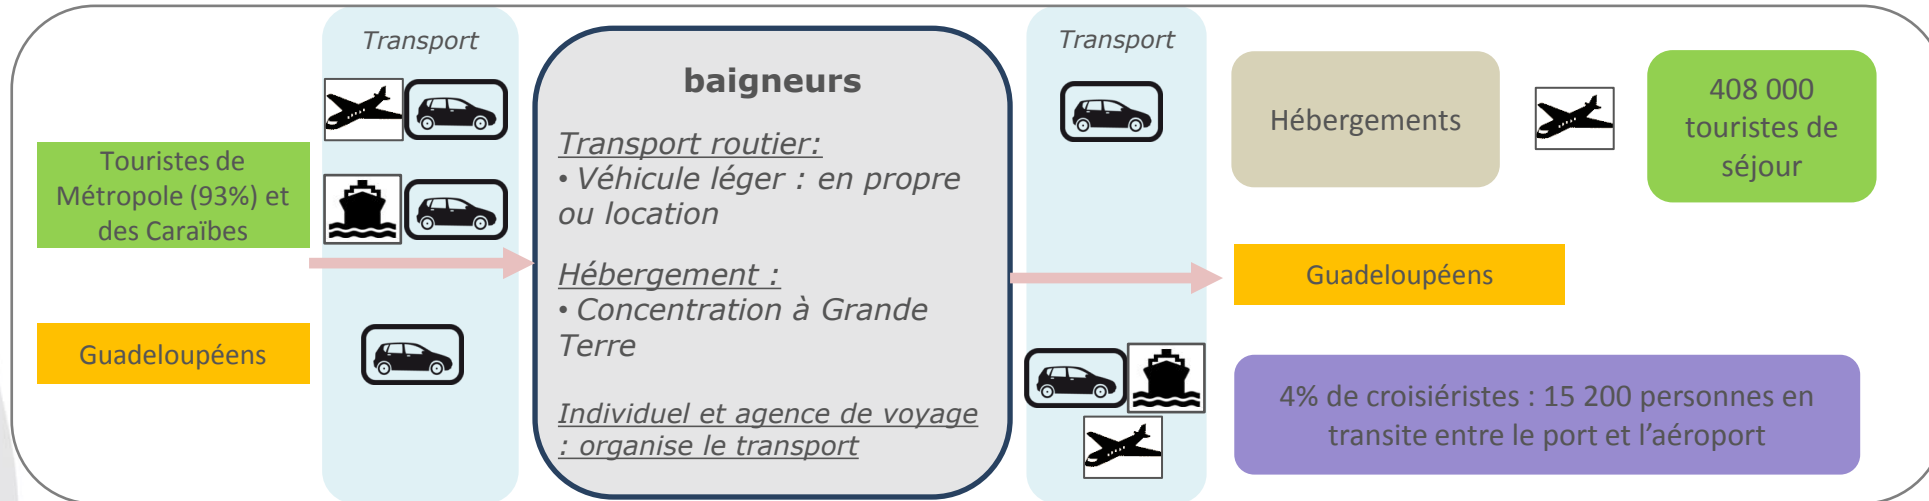 Transport
Touristes de
Métropole (93%) et
des Caraïbes
Guadeloupéens
baigneurs
Transport routier:
• Véhicule léger : en propre
ou location
Hébergement :
• Concentration à Grande
Terre
Individuel et agence de voyage
: organise le transport
Transport
Hébergements
408 000
touristes de
séjour
Guadeloupéens
4% de croisiéristes : 15 200 personnes en
transite entre le port et l’aéroport